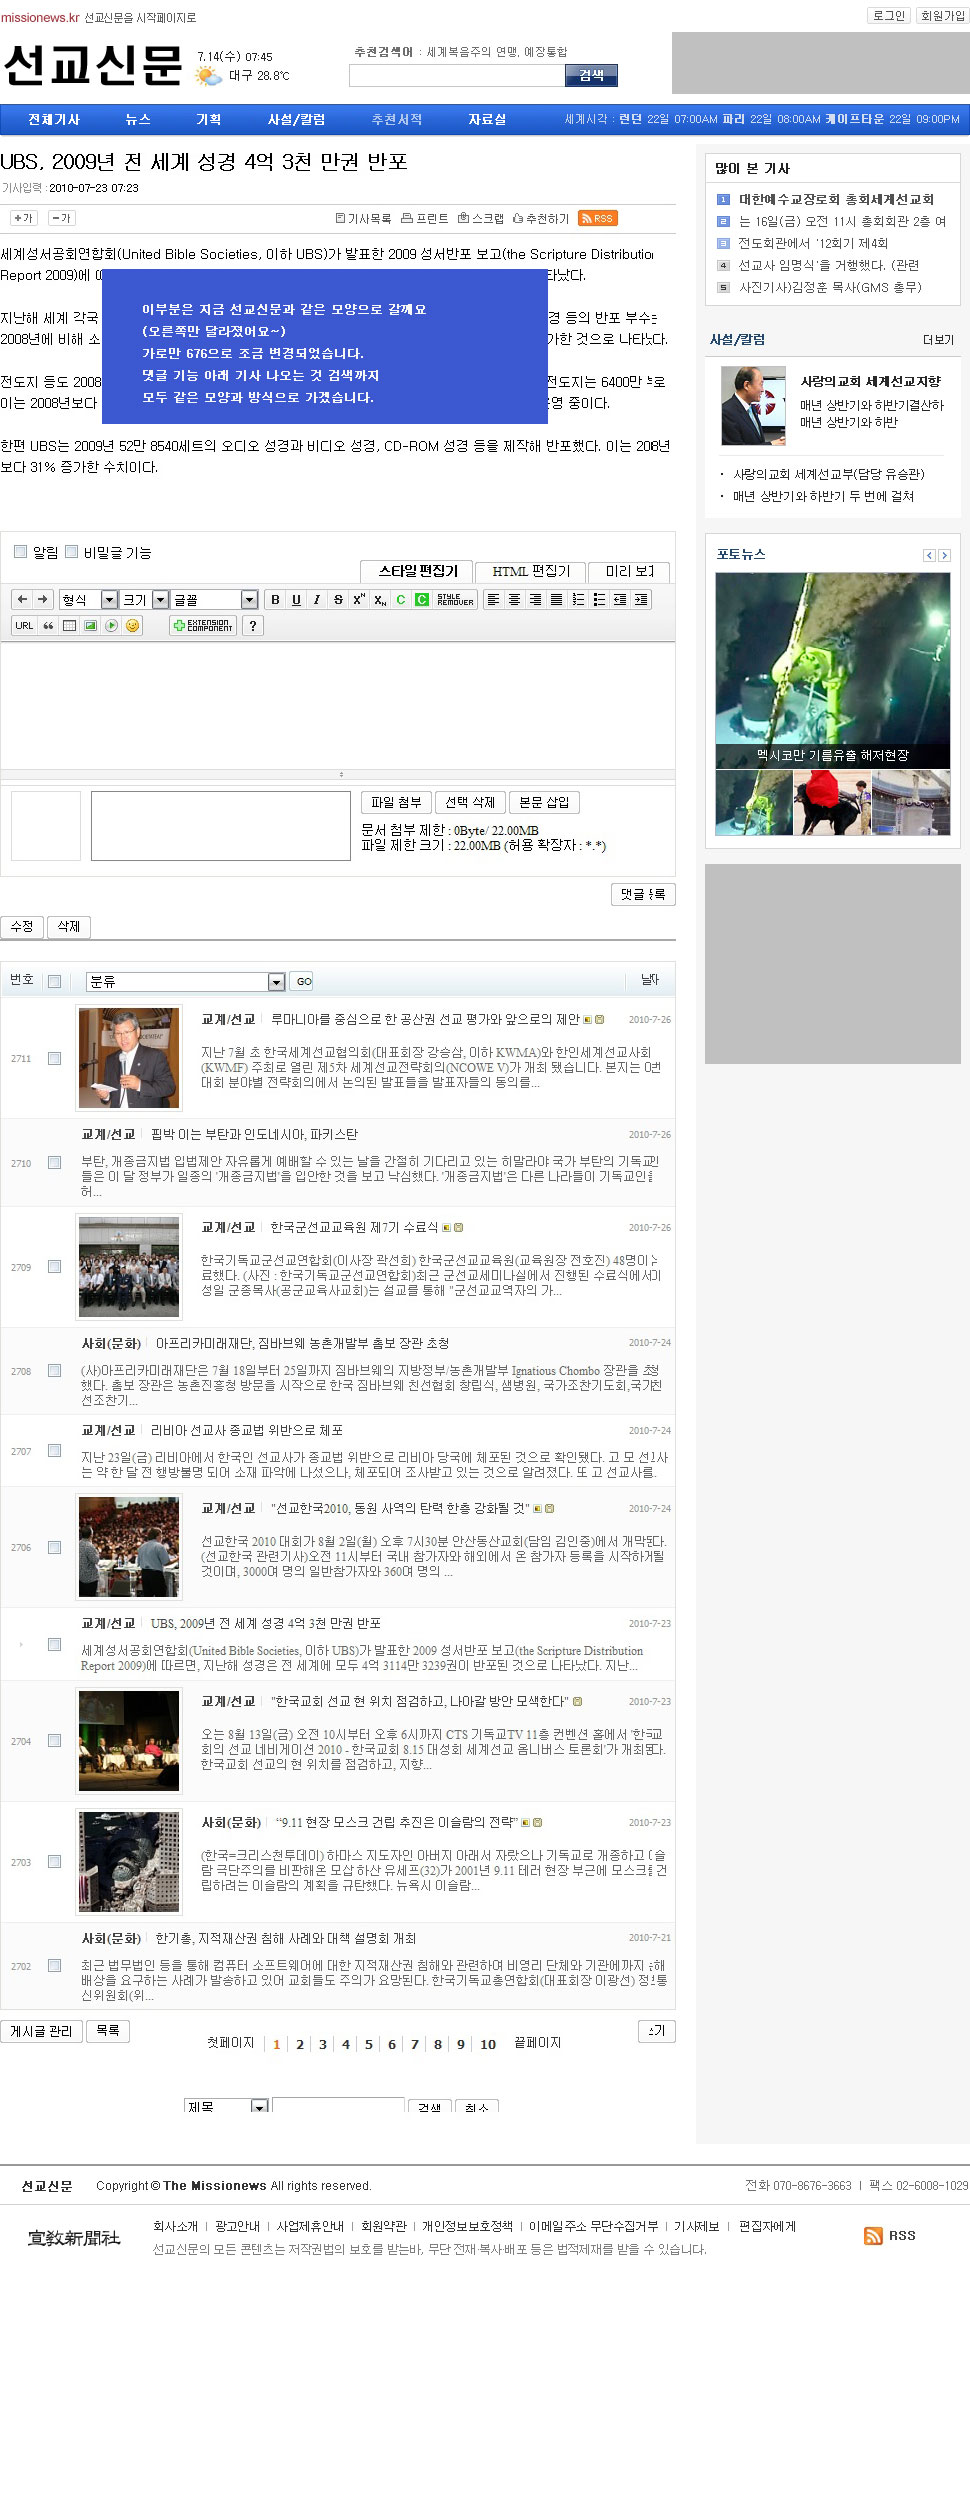 missionews.kr 선교신문을 시작페이지로
로그인 회원가입
선교신문
7.14(수) 07:45
대구 28.8℃
추천검색어 : 세계복음주의 연맹, 예장통합
검색
전체기사 뉴스 기획 사설/칼럼 추천서적 자료실
세계시각 : 런던 22일 07:00AM 파리 22일 08:00AM 케이프타운 22일 09:00PM
UBS, 2009년 전 세계 성경 4억 3천 만권 반포
기사입력 : 2010-07-23 07:23
+가 -가
기사목록 프린트 스크랩 추천하기 RSS
세계성서공회연합회(United Bible Societies, 이하 UBS)가 발표한 2009 성서반포 보고(the Scripture Distribution
Report 2009)에 타났다.
지난해 세계 각국 경 등의 반포 부수는
2008년에 비해 소 가한 것으로 나타났다.
전도지 등도 2008 전도지는 6400만 부로
이는 2008년보다 영 중이다.
이부분은 지금 선교신문과 같은 모양으로 갈께요
(오른쪽만 달라졌어요~)
가로만 676으로 조금 변경되었습니다.
댓글 기능 아래 기사 나오는 것 검색까지
모두 같은 모양과 방식으로 가겠습니다.
한편 UBS는 2009년 52만 8540세트의 오디오 성경과 비디오 성경, CD-ROM 성경 등을 제작해 반포했다. 이는 2008년
보다 31% 증가한 수치이다.
알림 비밀글 기능
스타일 편집기 HTML 편집기 미리 보기
형식 크기 글꼴 B U I S STYLE REMOVER
URL EXTENSION COMPONENT ?
파일 첨부 선택 삭제 본문 삽입
문서 첨부 제한 : 0Byte/ 22.00MB
파일 제한 크기 : 22.00MB (허용 확장자 : *.*)
댓글 등록
수정 삭제
번호 분류 GO 날짜
교계/선교 루마니아를 중심으로 한 공산권 선교 평가와 앞으로의 제안 2010-7-26
2711
지난 7월 초 한국세계선교협의회(대표회장 강승삼, 이하 KWMA)와 한인세계선교사회
(KWMF) 주최로 열린 제5차 세계선교전략회의(NCOWE V)가 개최 됐습니다. 본지는 이번
대회 분야별 전략회의에서 논의된 발표들을 발표자들의 동의를...
교계/선교 핍박 이는 부탄과 인도네시아, 파키스탄 2010-7-26
2710
부탄, 개종금지법 입법제안 자유롭게 예배할 수 있는 날을 간절히 기다리고 있는 히말라야 국가 부탄의 기독교인
들은 이 달 정부가 일종의 '개종금지법'을 입안한 것을 보고 낙심했다. '개종금지법'은 다른 나라들이 기독교인을
허...
교계/선교 한국군선교교육원 제7기 수료식 2010-7-26
2709
한국기독교군선교연합회(이사장 곽선희) 한국군선교교육원(교육원장 전호진) 48명이 수
료했다. (사진 : 한국기독교군선교연합회)최근 군선교세미나실에서 진행된 수료식에서 이
성일 군종목사(공군교육사교회)는 설교를 통해 "군선교교역자의 가...
사회(문화) 아프리카미래재단, 짐바브웨 농촌개발부 홈보 장관 초청 2010-7-24
2708
(사)아프리카미래재단은 7월 18일부터 25일까지 짐바브웨의 지방정부/농촌개발부 Ignatious Chombo 장관을 초청
했다. 홈보 장관은 농촌진흥청 방문을 시작으로 한국 짐바브웨 친선협회 창립식, 샘병원, 국가조찬기도회,국가친
선조찬기...
교계/선교 리비아 선교사 종교법 위반으로 체포 2010-7-24
2707
지난 23일(금) 리비아에서 한국인 선교사가 종교법 위반으로 리비아 당국에 체포된 것으로 확인됐다. 고 모 선교사
는 약 한 달 전 행방불명 되어 소재 파악에 나섰으나, 체포되어 조사받고 있는 것으로 알려졌다. 또 고 선교사를
교계/선교 "선교한국2010, 동원 사역의 탄력 한층 강화될 것" 2010-7-24
2706
선교한국 2010 대회가 8월 2일(월) 오후 7시30분 안산동산교회(담임 김인중)에서 개막된다.
(선교한국 관련기사)오전 11시부터 국내 참가자와 해외에서 온 참가자 등록을 시작하게될
것이며, 3000여 명의 일반참가자와 360여 명의 ...
교계/선교 UBS, 2009년 전 세계 성경 4억 3천 만권 반포 2010-7-23
세계성서공회연합회(United Bible Societies, 이하 UBS)가 발표한 2009 성서반포 보고(the Scripture Distribution
Report 2009)에 따르면, 지난해 성경은 전 세계에 모두 4억 3114만 3239권이 반포된 것으로 나타났다. 지난...
교계/선교 "한국교회 선교 현 위치 점검하고, 나아갈 방안 모색한다" 2010-7-23
2704
오는 8월 13일(금) 오전 10시부터 오후 6시까지 CTS 기독교TV 11층 컨벤션 홀에서 '한국교
회의 선교 네비게이션 2010 - 한국교회 8.15 대성회 세계선교 옴니버스 토론회'가 개최된다.
한국교회 선교의 현 위치를 점검하고, 지향...
사회(문화) “9.11 현장 모스크 건립 추진은 이슬람의 전략” 2010-7-23
2703
(한국=크리스천투데이) 하마스 지도자인 아버지 아래서 자랐으나 기독교로 개종하고 이슬
람 극단주의를 비판해온 모삽 하산 유세프(32)가 2001년 9.11 테러 현장 부근에 모스크를 건
립하려는 이슬람의 계획을 규탄했다. 뉴욕시 이슬람...
사회(문화) 한기총, 지적재산권 침해 사례와 대책 설명회 개최 2010-7-21
2702
최근 법무법인 등을 통해 컴퓨터 소프트웨어에 대한 지적재산권 침해와 관련하여 비영리 단체와 기관에까지 손해
배상을 요구하는 사례가 발송하고 있어 교회들도 주의가 요망된다. 한국기독교총연합회(대표회장 이광선) 정보통
신위원회(위...
게시글 관리 목록 쓰기
첫페이지 1 2 3 4 5 6 7 8 9 10 끝페이지
제목 검색 취소
많이 본 기사
1 대한예수교장로회 총회세계선교회
2 는 16일(금) 오전 11시 총회회관 2층 여
3 전도회관에서 '12회기 제4회
4 선교사 임명식'을 거행했다. (관련
5 사진기사)김정훈 목사(GMS 총무)
사설/칼럼 더보기
사랑의교회 세계선교지향
매년 상반기와 하반기결산하
매년 상반기와 하반
· 사랑의교회 세계선교부(담당 유승관)
· 매년 상반기와 하반기 두 번에 걸쳐
포토뉴스
멕시코만 기름유출 해저현장
선교신문 Copyright © The Missionews All rights reserved.
전화 070-8676-3663 | 팩스 02-6008-1029
宣敎新聞社
회사소개 | 광고안내 | 사업제휴안내 | 회원약관 | 개인정보보호정책 | 이메일주소 무단수집거부 | 기사제보 | 편집자에게
선교신문의 모든 콘텐츠는 저작권법의 보호를 받는바, 무단 전재·복사·배포 등은 법적제재를 받을 수 있습니다.
RSS